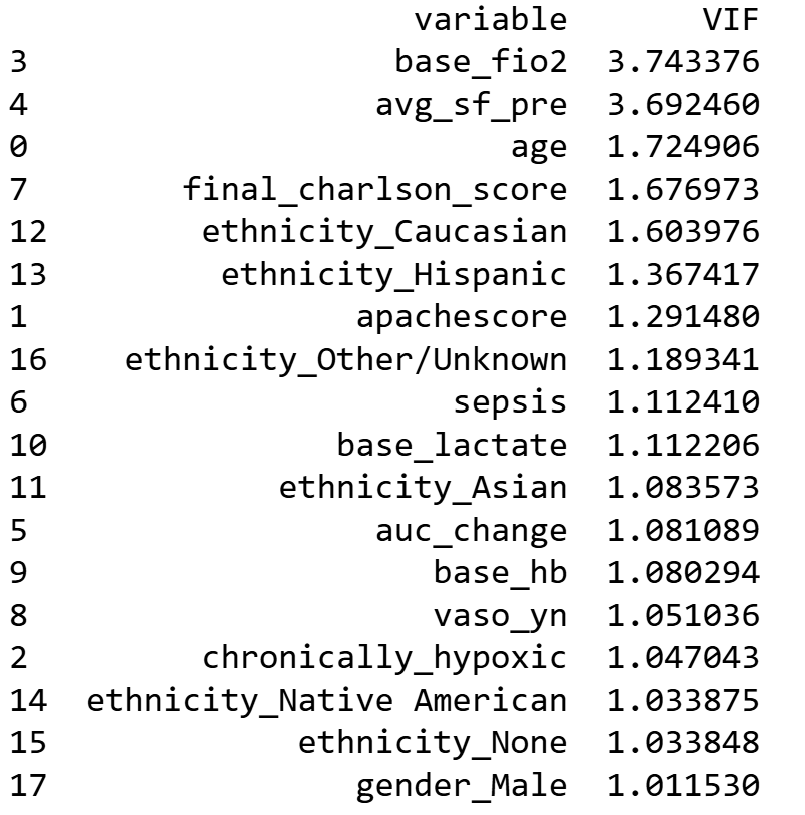 variable VIF
3 base_fio2 3.743376
4 avg_sf_pre 3.692460
0 age 1.724906
7 final_charlson_score 1.676973
12 ethnicity_Caucasian 1.603976
13 ethnicity_Hispanic 1.367417
1 apachescore 1.291480
16 ethnicity_Other/Unknown 1.189341
6 sepsis 1.112410
10 base_lactate 1.112206
11 ethnicity_Asian 1.083573
5 auc_change 1.081089
9 base_hb 1.080294
8 vaso_yn 1.051036
2 chronically_hypoxic 1.047043
14 ethnicity_Native American 1.033875
15 ethnicity_None 1.033848
17 gender_Male 1.011530